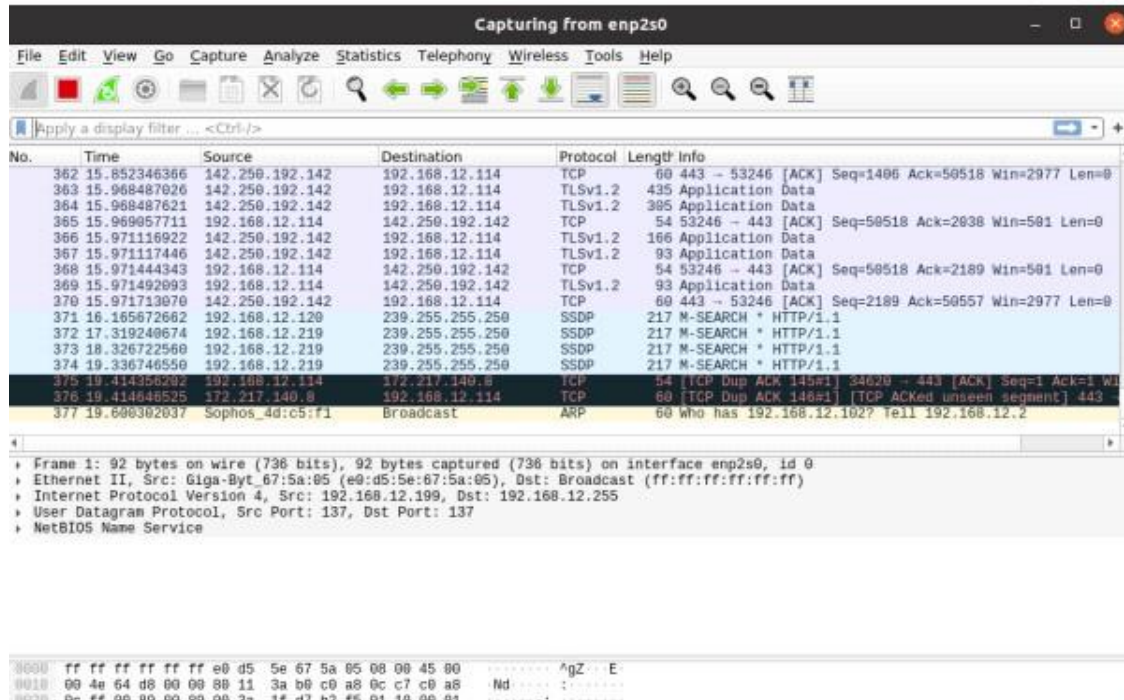 Capturing from enp2s0
File Edit View Go Capture Analyze Statistics Telephony Wireless Tools Help
Apply a display filter ... <Ctrl-/>
No. Time Source Destination Protocol Length Info
362 15.852346366 142.250.192.142 192.168.12.114 TCP 60 443 → 53246 [ACK] Seq=1406 Ack=50518 Win=2977 Len=0
363 15.968487026 142.250.192.142 192.168.12.114 TLSv1.2 435 Application Data
364 15.968487621 142.250.192.142 192.168.12.114 TLSv1.2 305 Application Data
365 15.969057711 192.168.12.114 142.250.192.142 TCP 54 53246 → 443 [ACK] Seq=50518 Ack=2038 Win=501 Len=0
366 15.971116922 142.250.192.142 192.168.12.114 TLSv1.2 166 Application Data
367 15.971117446 142.250.192.142 192.168.12.114 TLSv1.2 93 Application Data
368 15.971444343 192.168.12.114 142.250.192.142 TCP 54 53246 → 443 [ACK] Seq=50518 Ack=2189 Win=501 Len=0
369 15.971492093 192.168.12.114 142.250.192.142 TLSv1.2 93 Application Data
370 15.971713070 142.250.192.142 192.168.12.114 TCP 60 443 → 53246 [ACK] Seq=2189 Ack=50557 Win=2977 Len=0
371 16.165672662 192.168.12.120 239.255.255.250 SSDP 217 M-SEARCH * HTTP/1.1
372 17.319240674 192.168.12.219 239.255.255.250 SSDP 217 M-SEARCH * HTTP/1.1
373 18.326722560 192.168.12.219 239.255.255.250 SSDP 217 M-SEARCH * HTTP/1.1
374 19.336746550 192.168.12.219 239.255.255.250 SSDP 217 M-SEARCH * HTTP/1.1
375 19.414356202 192.168.12.114 172.217.140.8 TCP 54 [TCP Dup ACK 145#1] 34620 → 443 [ACK] Seq=1 Ack=1 Wi
376 19.414646525 172.217.140.8 192.168.12.114 TCP 60 [TCP Dup ACK 146#1] [TCP ACKed unseen segment] 443 →
377 19.600302037 Sophos_4d:c5:f1 Broadcast ARP 60 Who has 192.168.12.102? Tell 192.168.12.2
Frame 1: 92 bytes on wire (736 bits), 92 bytes captured (736 bits) on interface enp2s0, id 0
Ethernet II, Src: Giga-Byt_67:5a:05 (e0:d5:5e:67:5a:05), Dst: Broadcast (ff:ff:ff:ff:ff:ff)
Internet Protocol Version 4, Src: 192.168.12.199, Dst: 192.168.12.255
User Datagram Protocol, Src Port: 137, Dst Port: 137
NetBIOS Name Service
0000 ff ff ff ff ff ff e0 d5 5e 67 5a 05 08 00 45 00 ········ ^gZ···E·
0010 00 4e 64 d8 00 00 80 11 3a b0 c0 a8 0c c7 c0 a8 ·Nd····· :·······